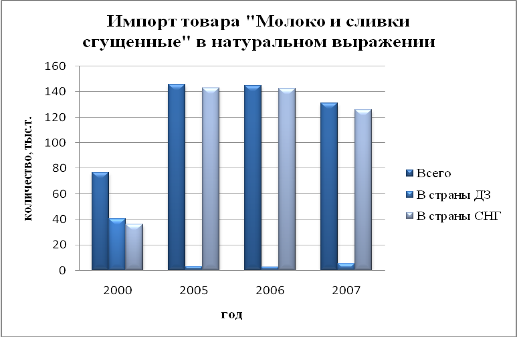 Импорт товара "Молоко и сливки
сгущенные" в натуральном выражении
160
140
120
100
80
60
40
20
0
количество, тыс.т.
2000
2005
2006
2007
год
Всего
В страны ДЗ
В страны СНГ